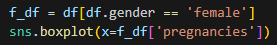 f_df = df[df.gender == 'female']
sns.boxplot(x=f_df['pregnancies'])